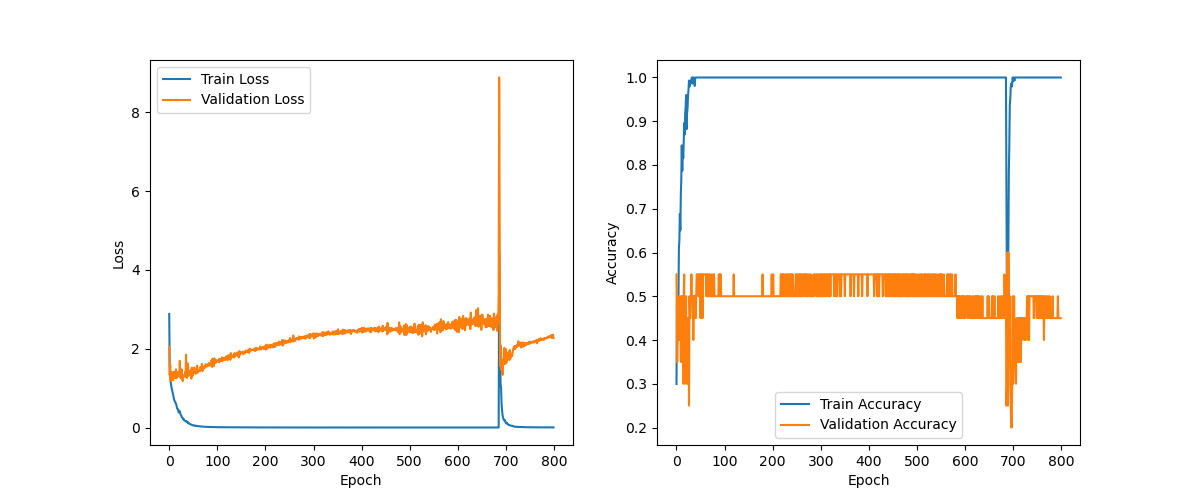 Train Loss
Validation Loss
8
6
4
2
0
Loss
0 100 200 300 400 500 600 700 800
Epoch
1.0
0.9
0.8
0.7
0.6
0.5
0.4
0.3
0.2
Accuracy
Train Accuracy
Validation Accuracy
0 100 200 300 400 500 600 700 800
Epoch